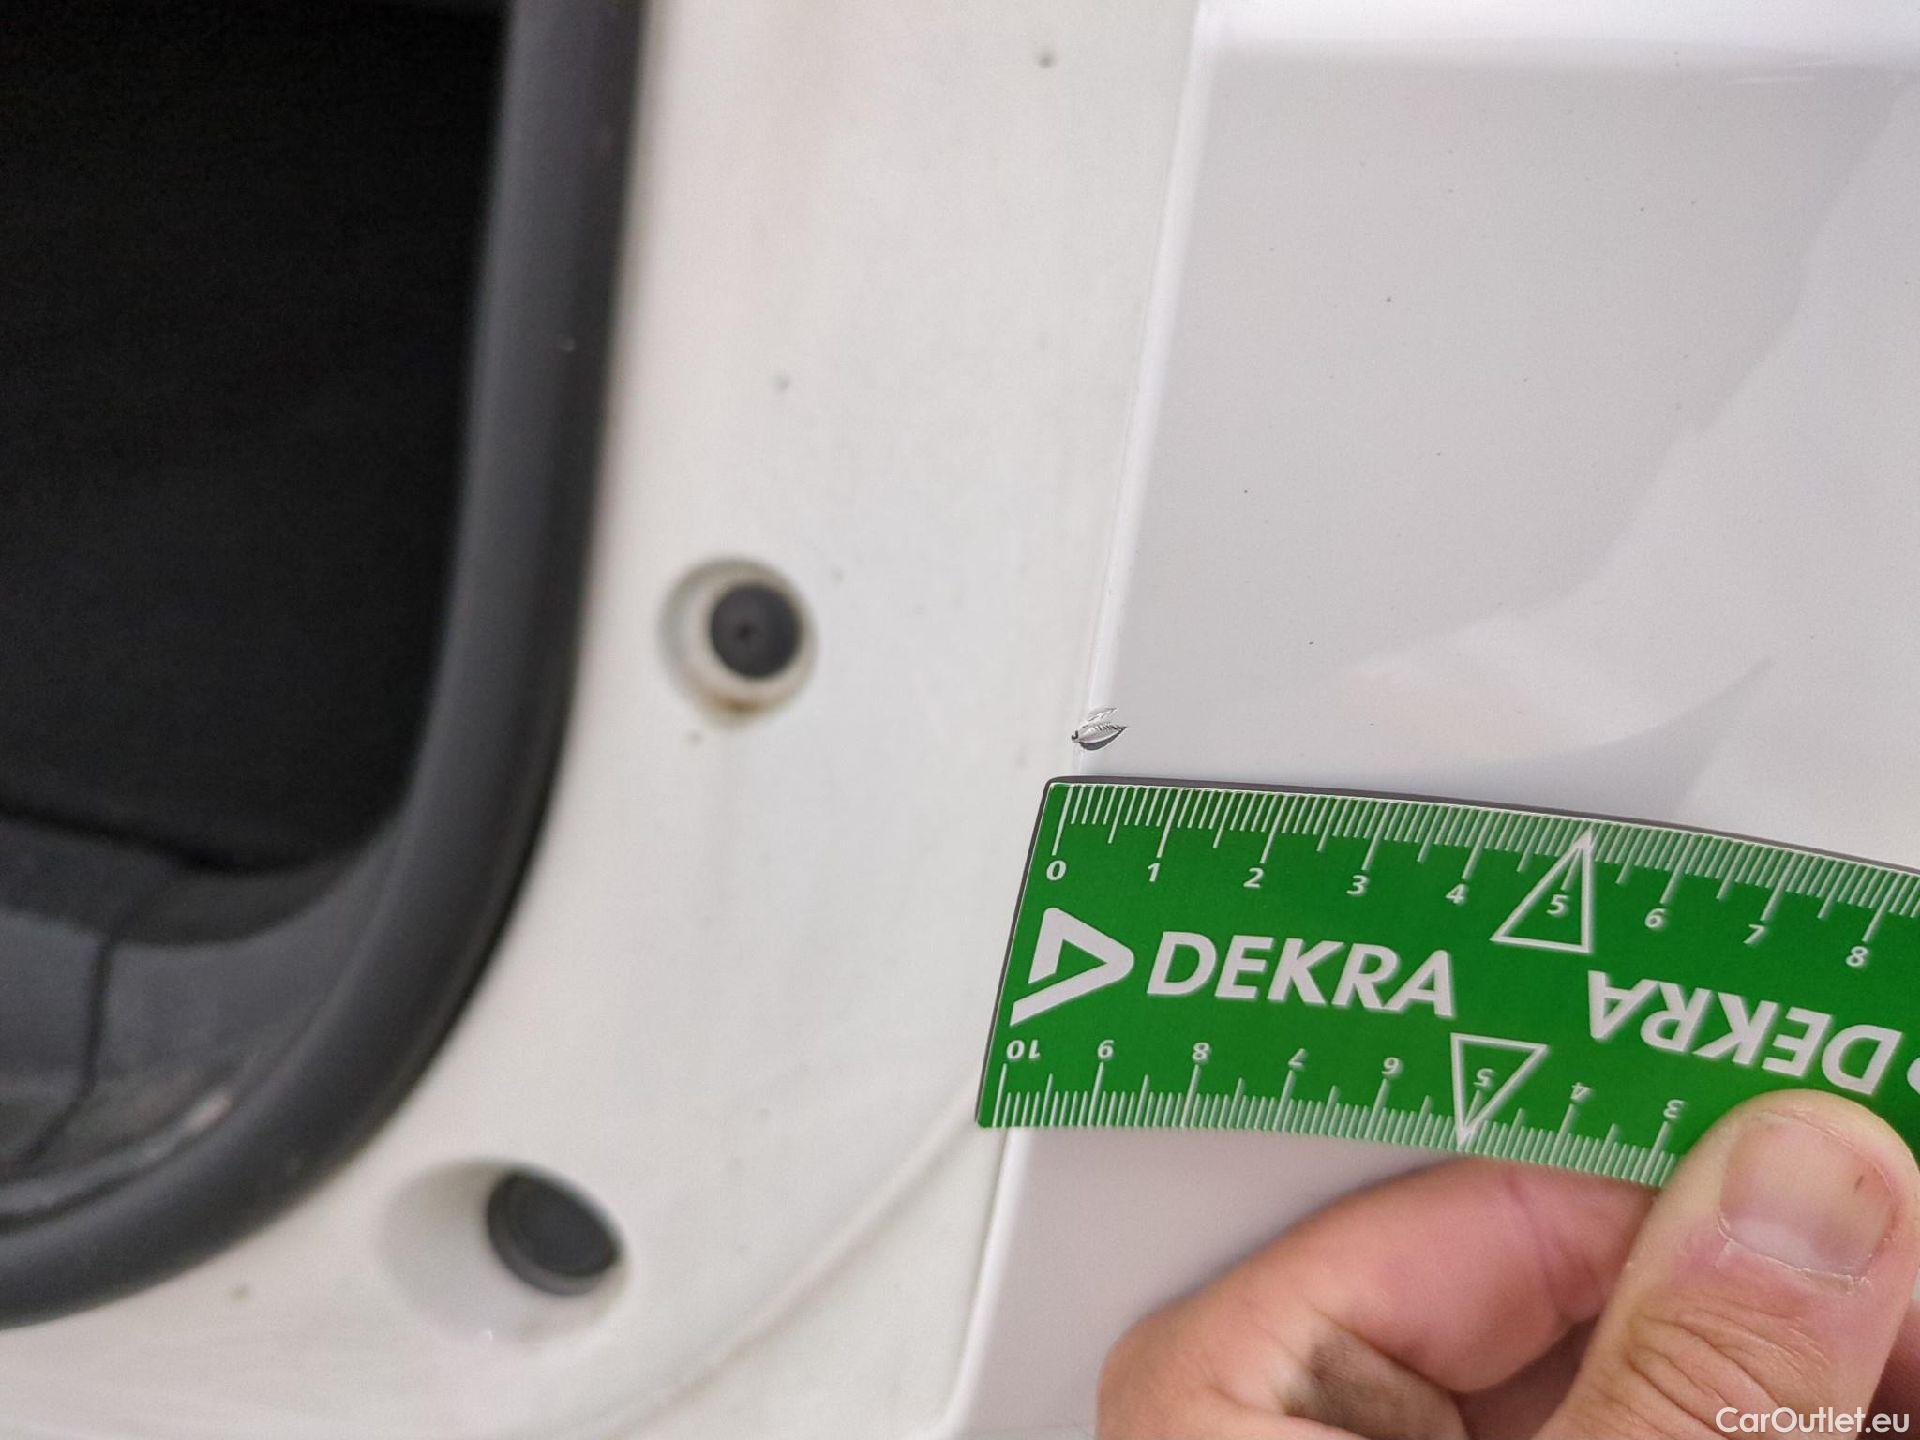 0 1 2 3 4 5 6 7 8
DEKRA
DEKRA
10 9 8 7 6 5 4 3
CarOutlet.eu